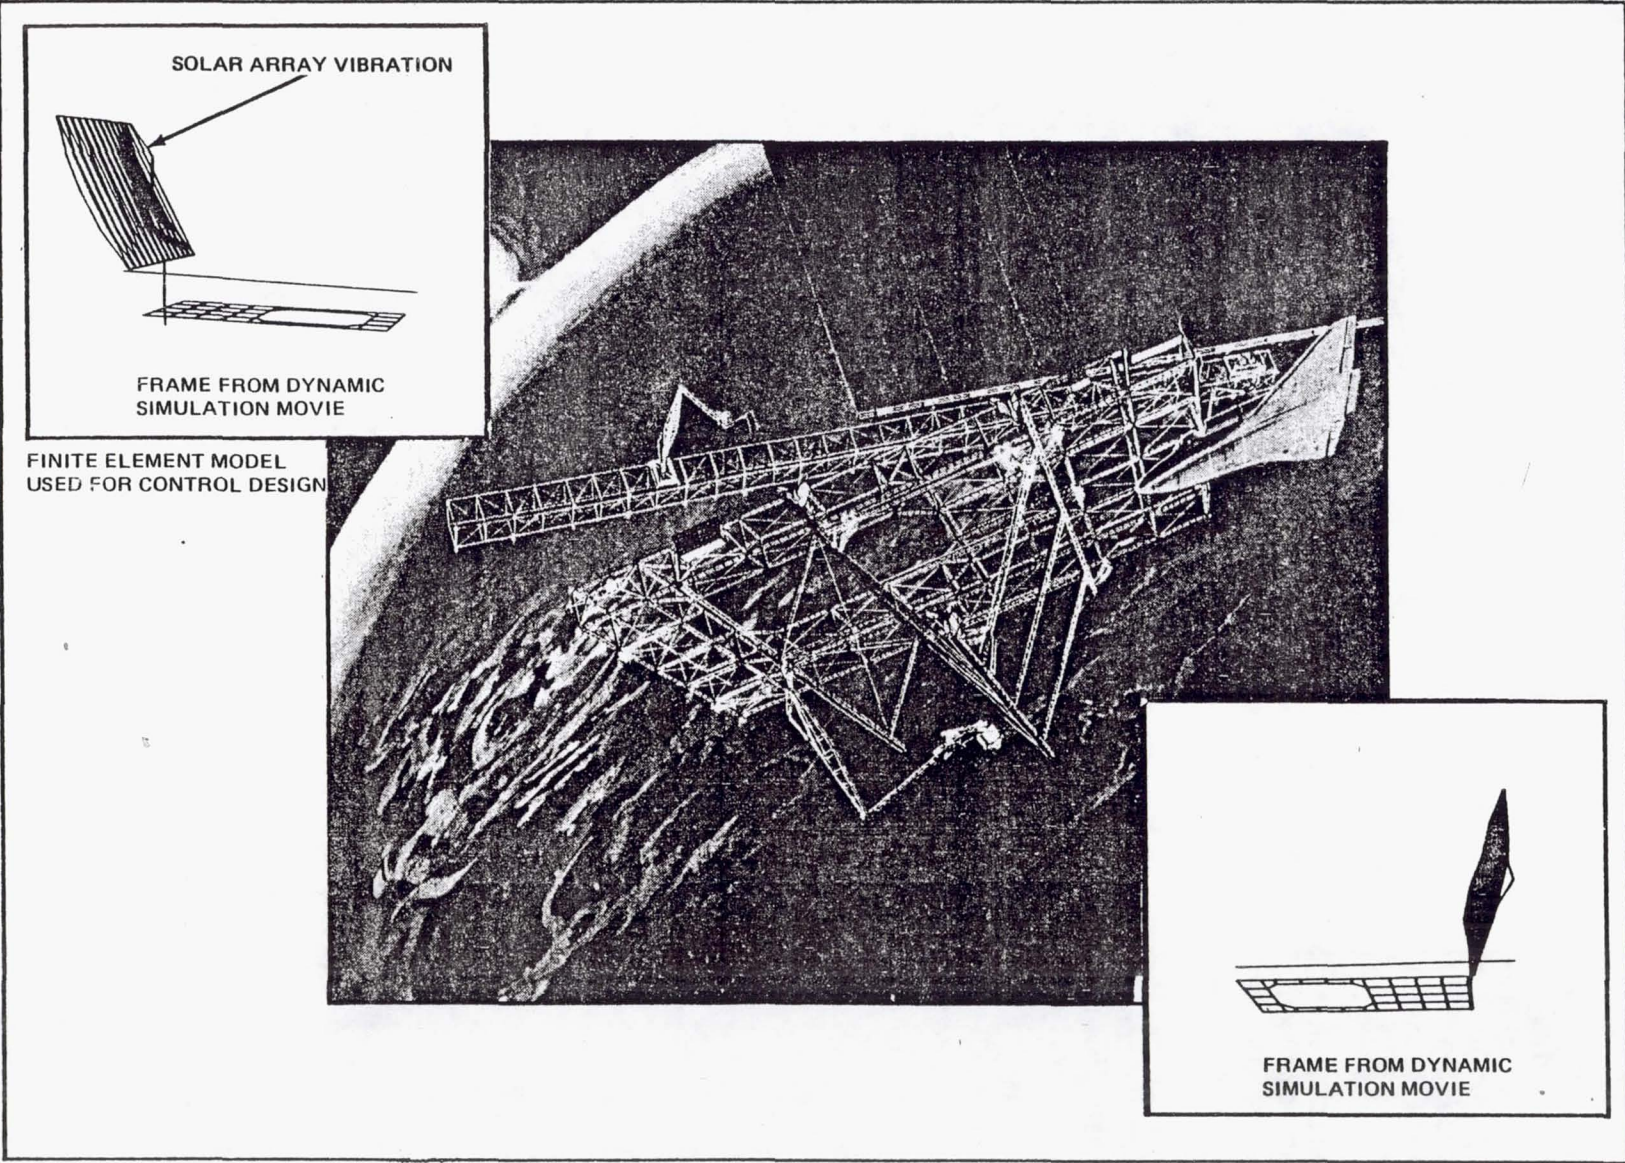 SOLAR ARRAY VIBRATION
FRAME FROM DYNAMIC
SIMULATION MOVIE
FINITE ELEMENT MODEL
USED FOR CONTROL DESIGN
FRAME FROM DYNAMIC
SIMULATION MOVIE